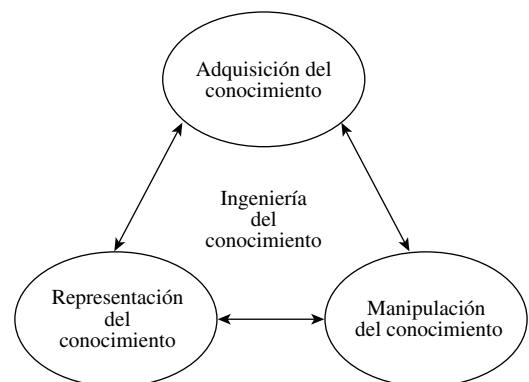 Adquisición del
conocimiento
Ingeniería
del
conocimiento
Representación
del
conocimiento
Manipulación
del conocimiento